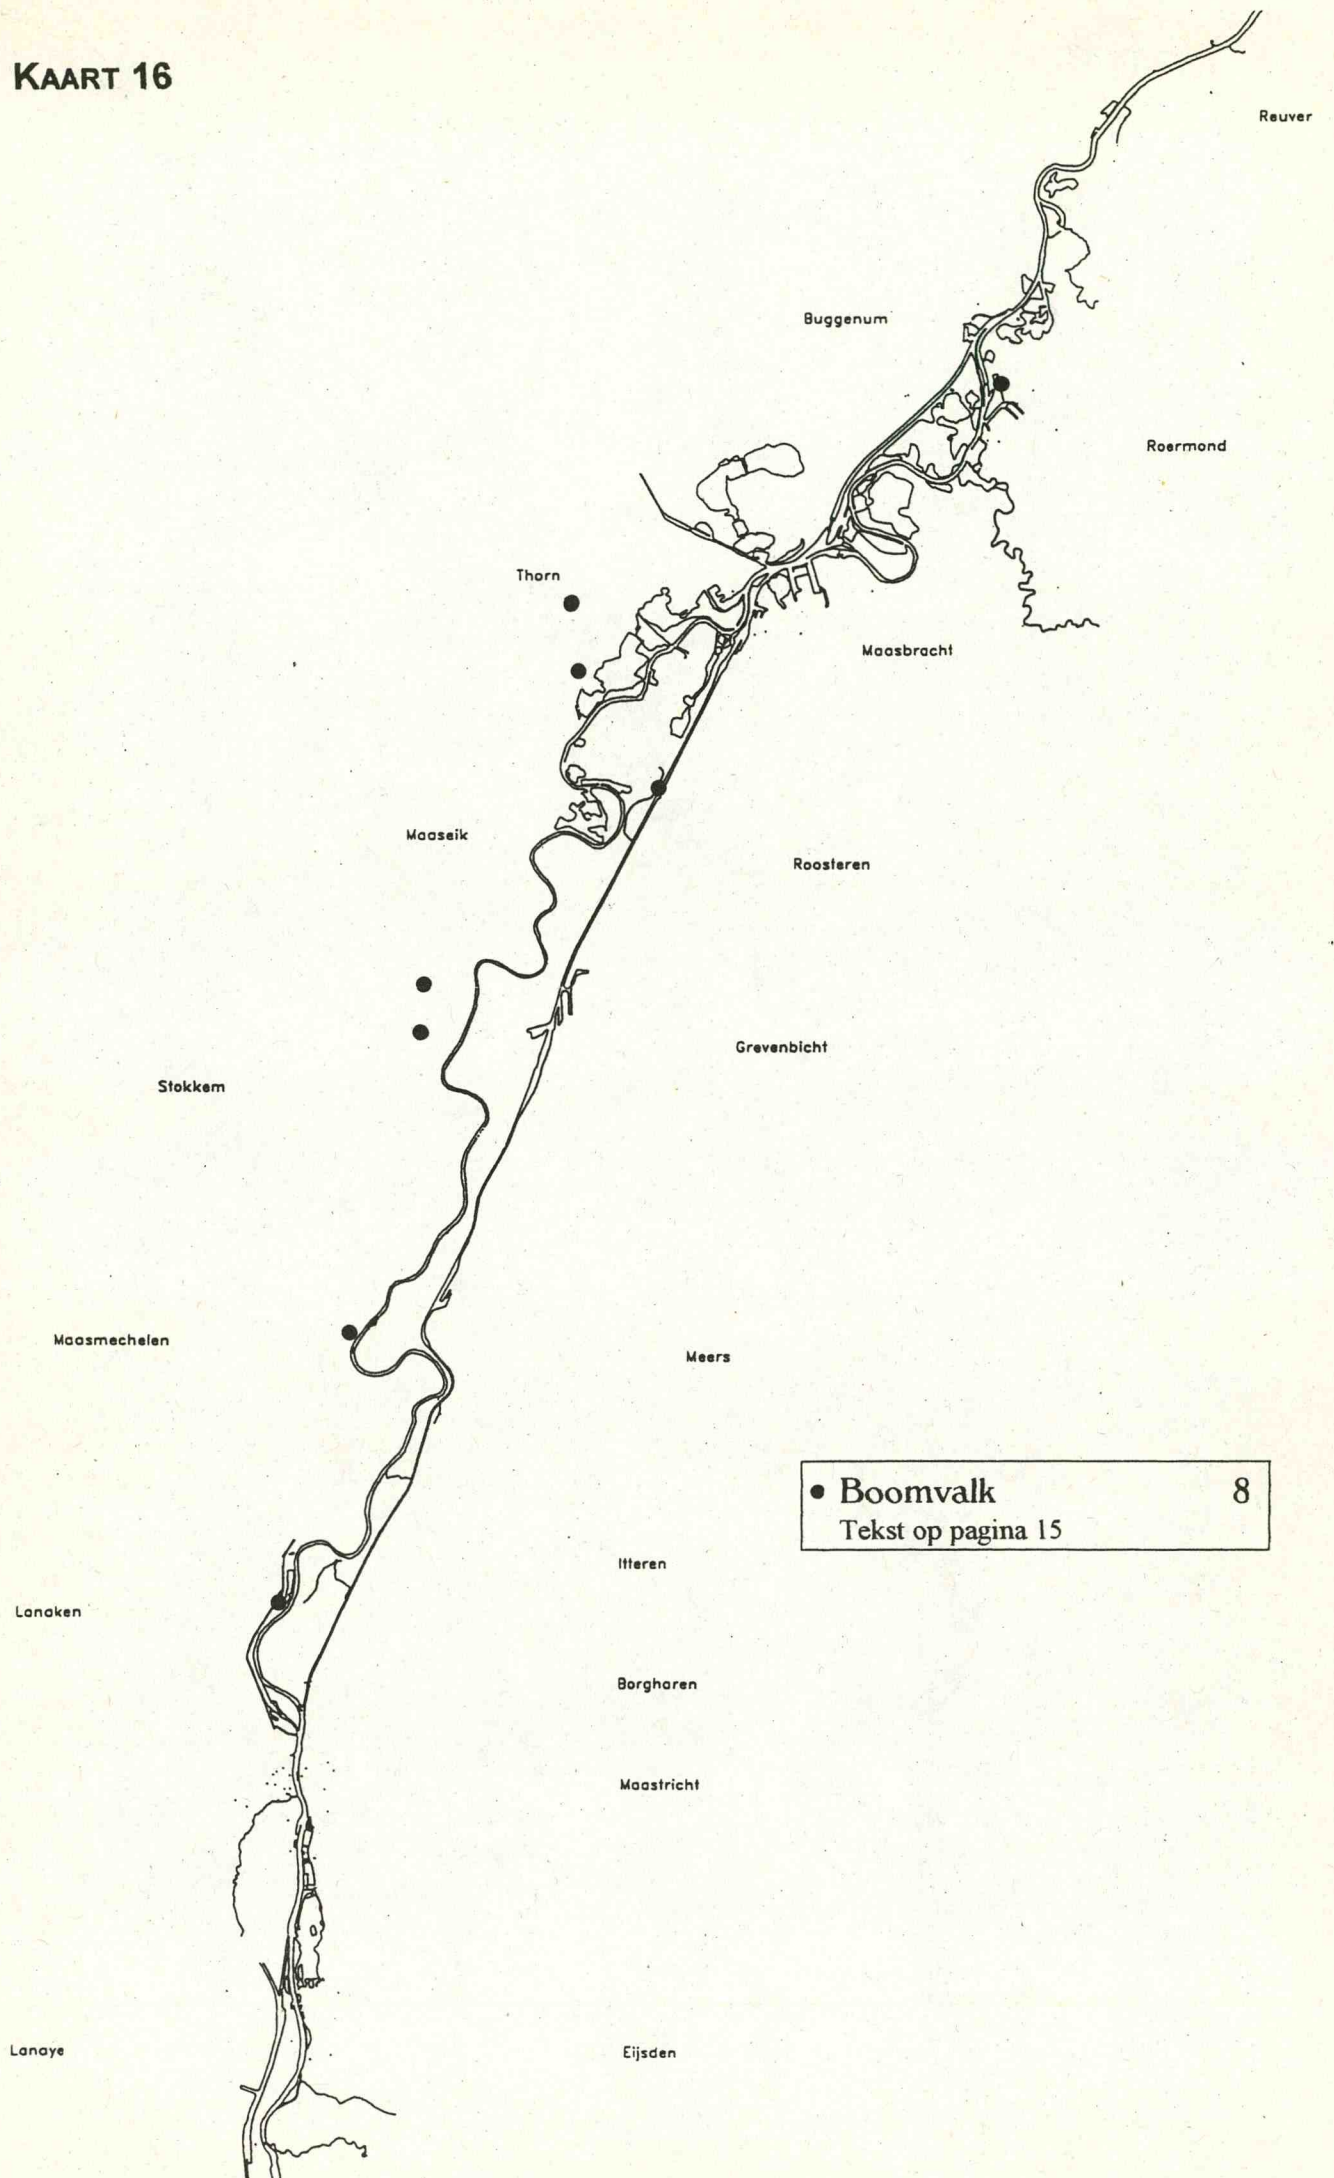 KAART 16
Reuver
Buggenum
Roermond
Thorn
Maasbracht
Maaseik
Roosteren
Grevenbicht
Stokkem
Maasmechelen
Meers
• Boomvalk 8
Tekst op pagina 15
Itteren
Lanaken
Borgharen
Maastricht
Lanaye
Eijsden